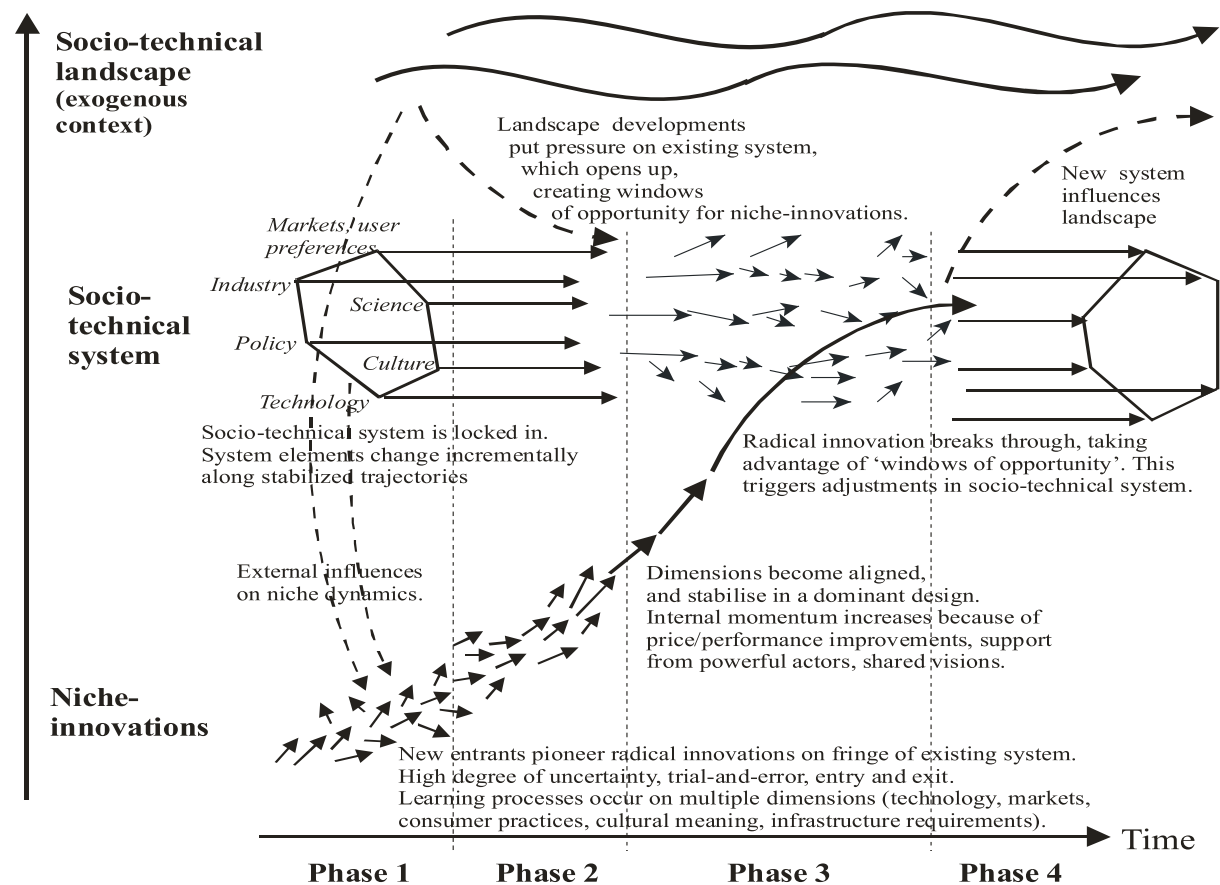 Socio-technical
landscape
(exogenous
context)
Landscape developments
put pressure on existing system,
which opens up,
creating windows
of opportunity for niche-innovations.
New system
influences
landscape
Markets, user
preferences
Industry
Science
Policy
Culture
Technology
Socio-
technical
system
Socio-technical system is locked in.
System elements change incrementally
along stabilized trajectories
Radical innovation breaks through, taking
advantage of ‘windows of opportunity’. This
triggers adjustments in socio-technical system.
External influences
on niche dynamics.
Dimensions become aligned,
and stabilise in a dominant design.
Internal momentum increases because of
price/performance improvements, support
from powerful actors, shared visions.
Niche-
innovations
New entrants pioneer radical innovations on fringe of existing system.
High degree of uncertainty, trial-and-error, entry and exit.
Learning processes occur on multiple dimensions (technology, markets,
consumer practices, cultural meaning, infrastructure requirements).
Time
Phase 1
Phase 2
Phase 3
Phase 4